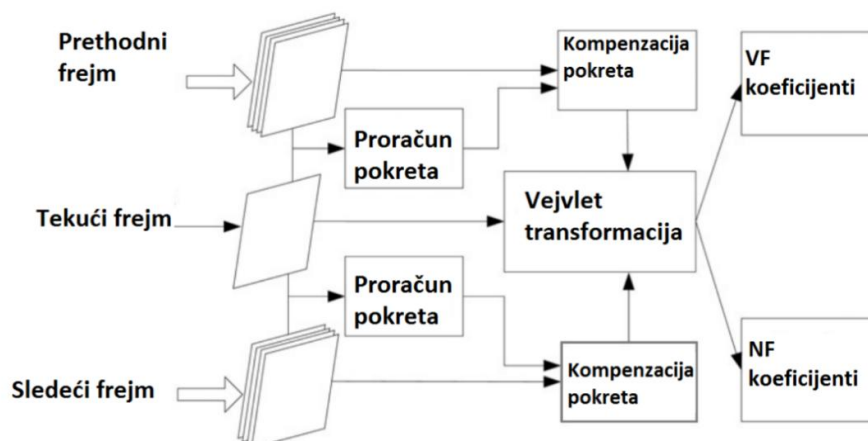 Prethodni
frejm
Kompenzacija
pokreta
VF
koeficijenti
Proračun
pokreta
Tekući frejm
Vejvlet
transformacija
Proračun
pokreta
Sledeći frejm
Kompenzacija
pokreta
NF
koeficijenti